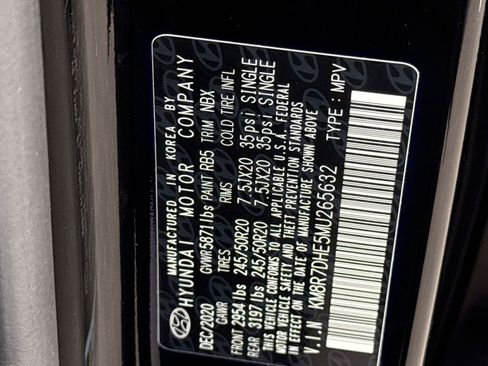 MANUFACTURED IN KOREA BY
HYUNDAI MOTOR COMPANY
DEC/2020 GVWR5871lbs PAINT RB5 TRIM NBX
GAWR TIRES RIMS COLD TIRE INFL
FRONT 2954 lbs 245/50R20 7.5JX20 35psi SINGLE
REAR 3197 lbs 245/50R20 7.5JX20 35psi SINGLE
THIS VEHICLE CONFORMS TO ALL APPLICABLE U.S.A. FEDERAL
MOTOR VEHICLE SAFETY AND THEFT PREVENTION STANDARDS
IN EFFECT ON THE DATE OF MANUFACTURE SHOWN ABOVE
V.I.N : KM8R7DHE5MU265632 TYPE : MPV